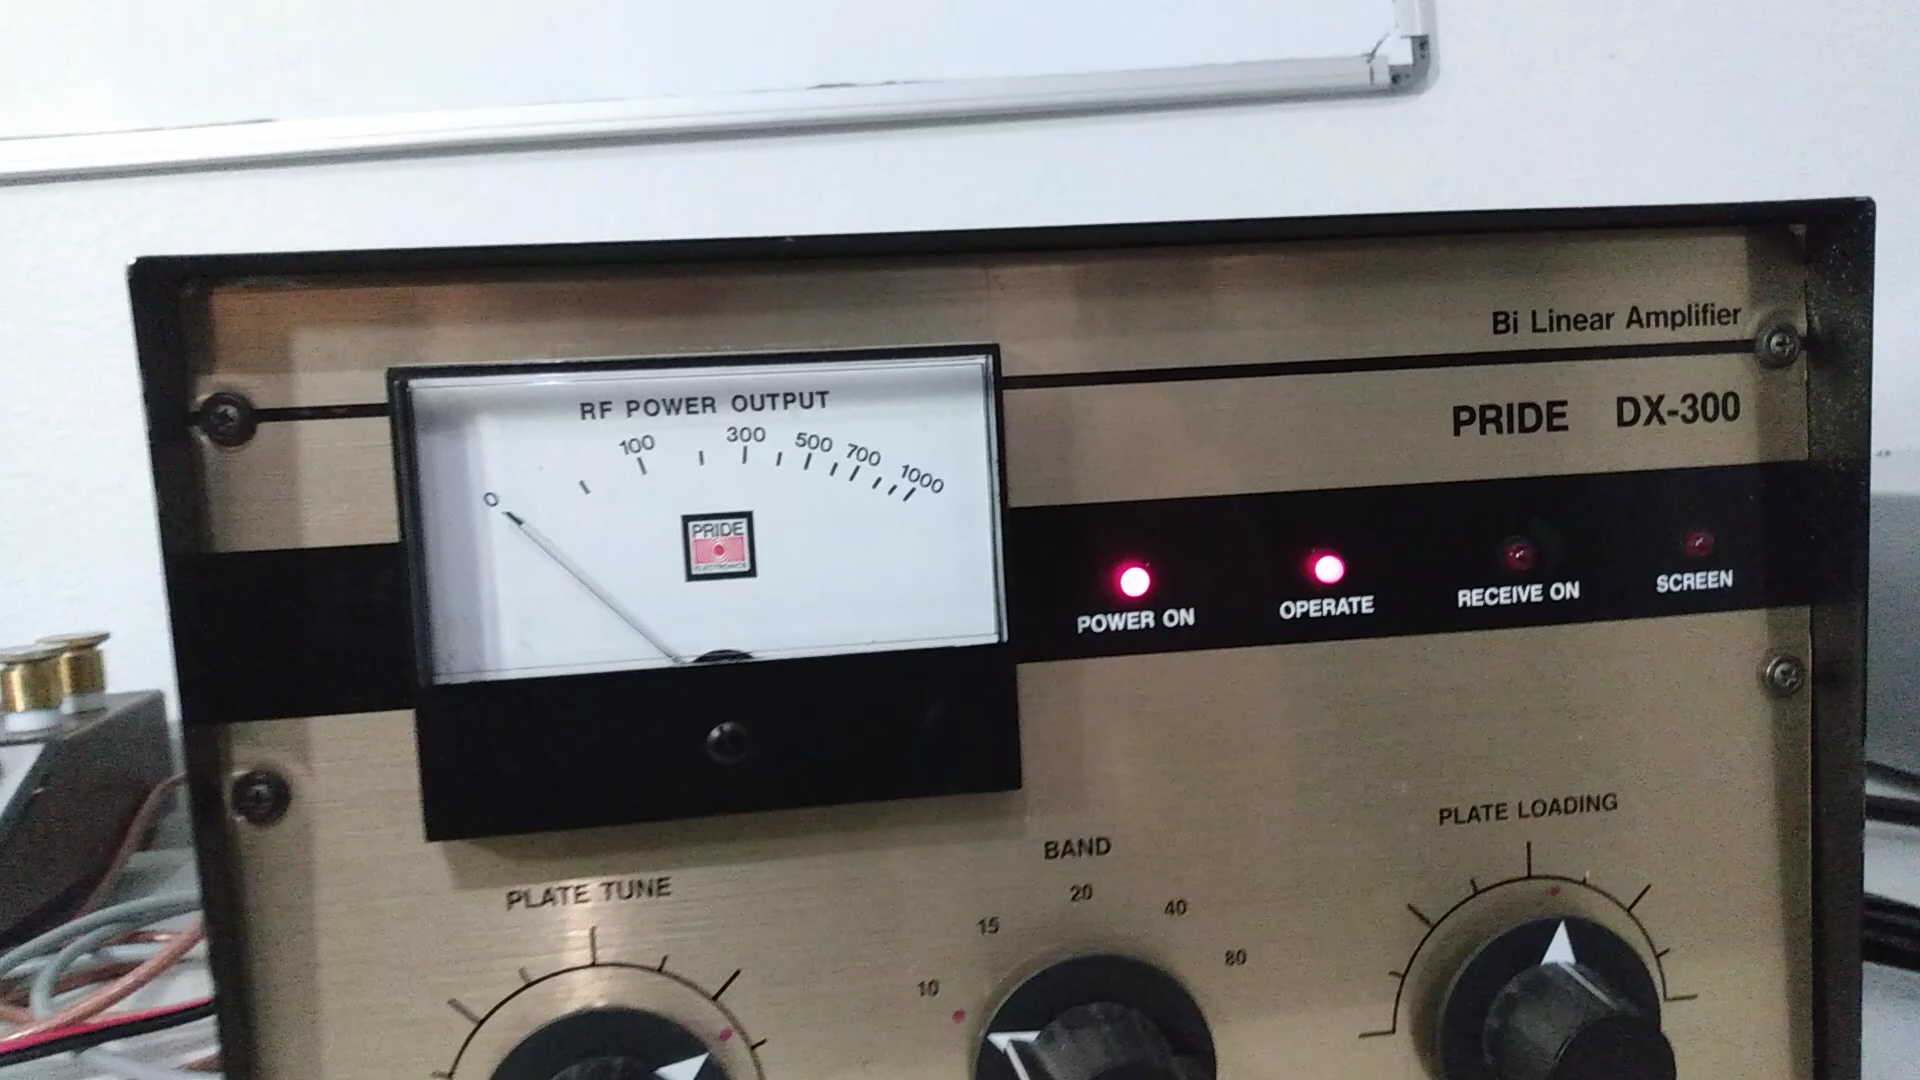 Bi Linear Amplifier
PRIDE DX-300
RF POWER OUTPUT
0 100 300 500 700 1000
PRIDE
ELECTRONICS
POWER ON
OPERATE
RECEIVE ON
SCREEN
PLATE TUNE
BAND
10 15 20 40 80
PLATE LOADING